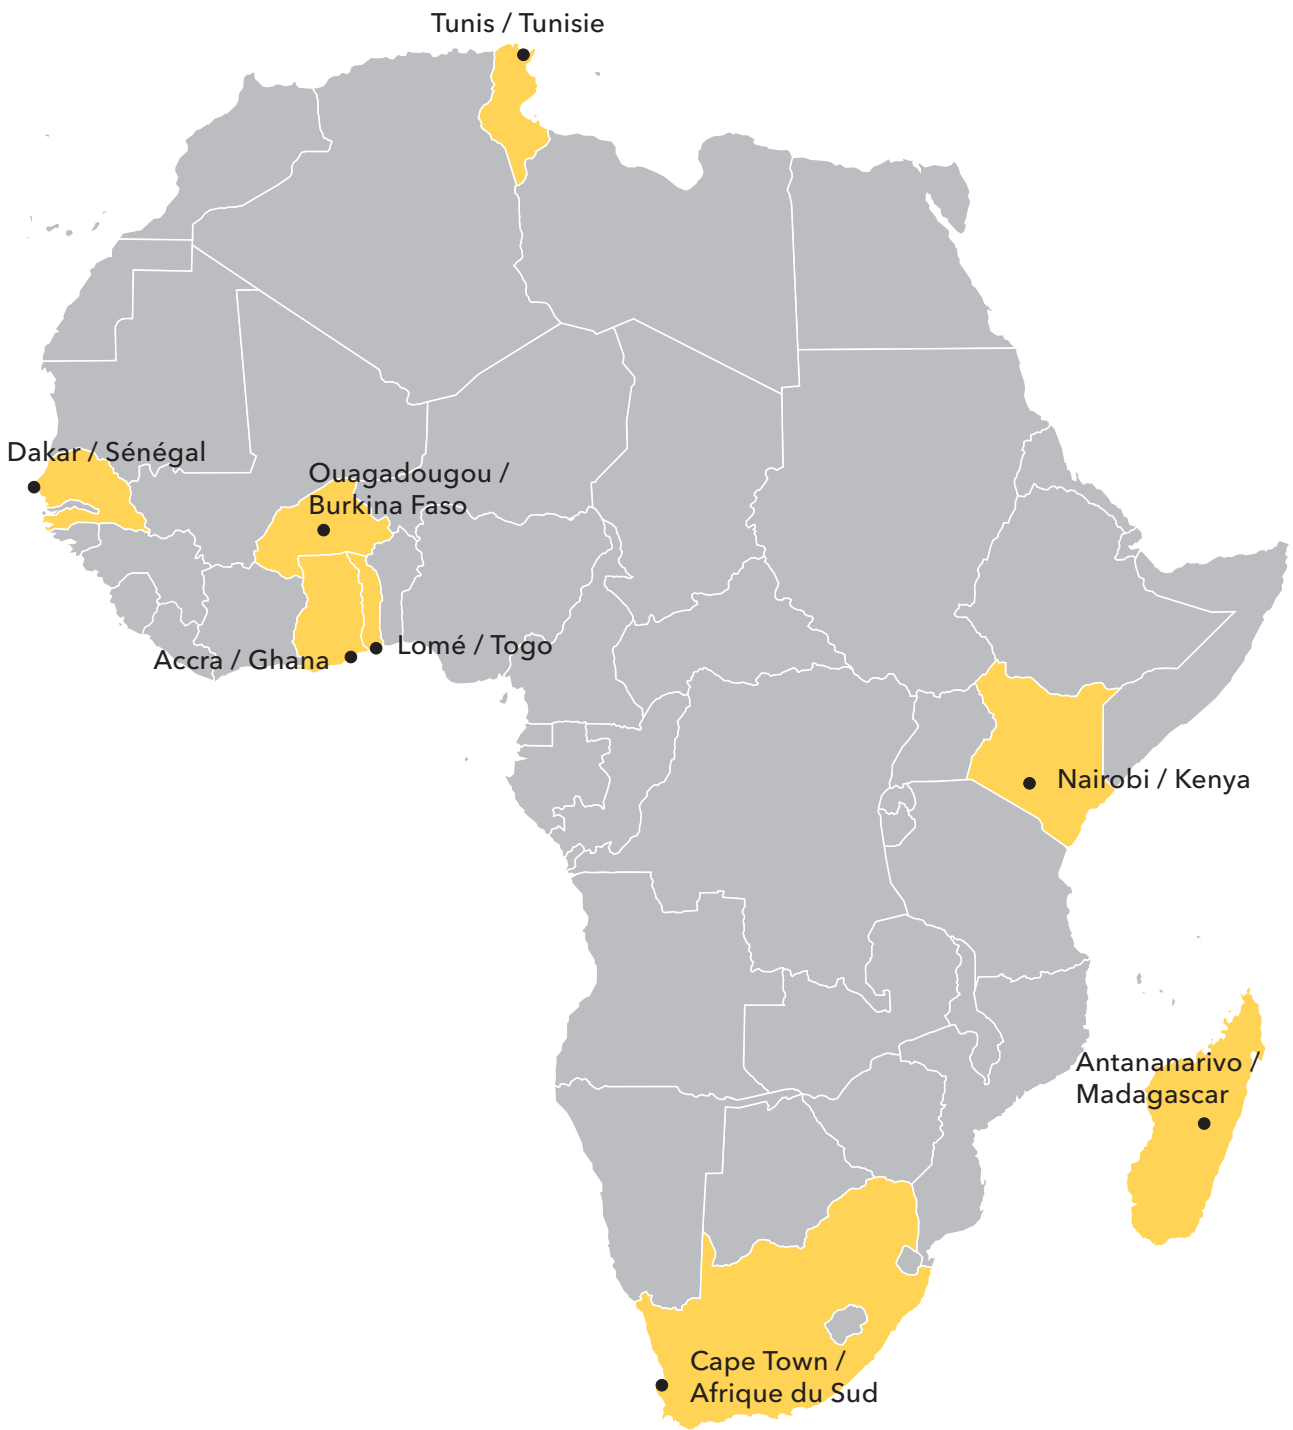 Tunis / Tunisie
Dakar / Sénégal
Ouagadougou /
Burkina Faso
Lomé / Togo
Accra / Ghana
Nairobi / Kenya
Antananarivo /
Madagascar
Cape Town /
Afrique du Sud